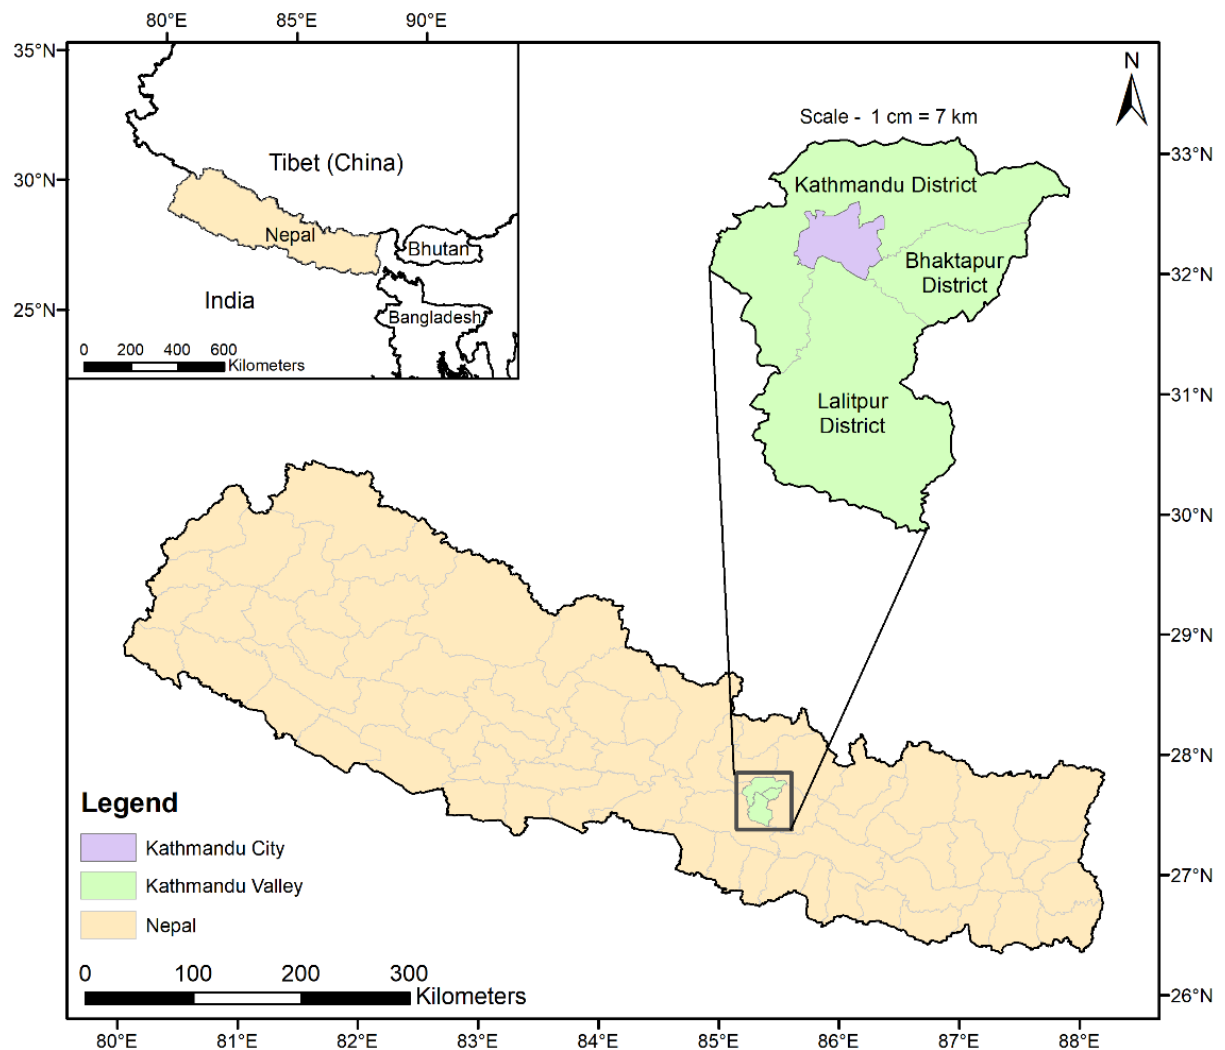 80°E 85°E 90°E
35°N
30°N
25°N
Tibet (China)
Nepal
Bhutan
India
Bangladesh
0 200 400 600
Kilometers
N
Scale - 1 cm = 7 km
Kathmandu District
Bhaktapur
District
Lalitpur
District
33°N
32°N
31°N
30°N
29°N
28°N
27°N
26°N
Legend
Kathmandu City
Kathmandu Valley
Nepal
0 100 200 300
Kilometers
80°E 81°E 82°E 83°E 84°E 85°E 86°E 87°E 88°E